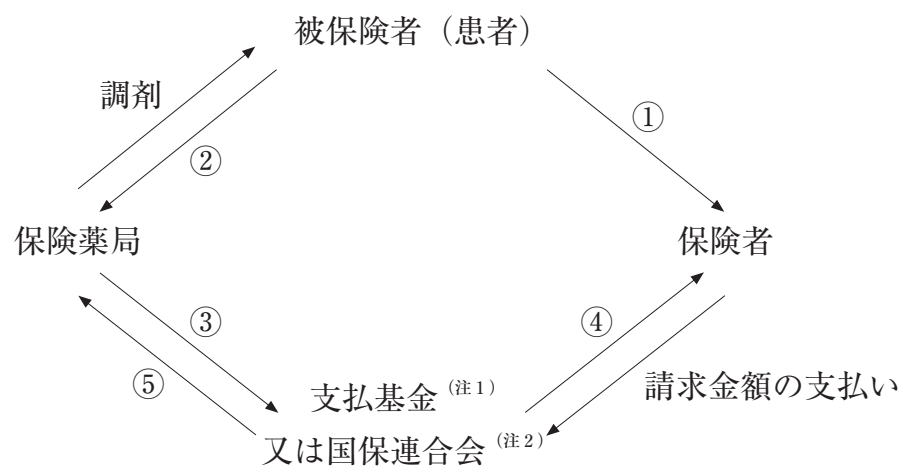 被保険者（患者）
調剤
①
②
保険薬局
保険者
③
④
⑤
支払基金（注1）
請求金額の支払い
又は国保連合会（注2）